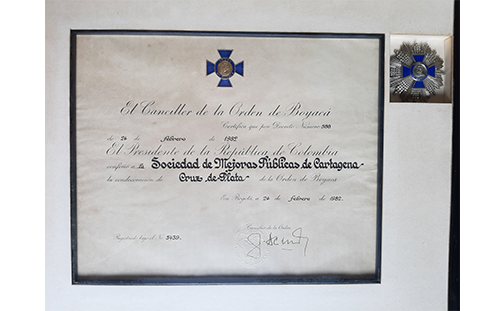 El Canciller de la Orden de Boyacá
Certifica que por Decreto Número 588
de 24 de febrero de 1982
El Presidente de la República de Colombia
confirió a la Sociedad de Mejoras Públicas de Cartagena
la condecoración de Cruz de Plata de la Orden de Boyacá
En Bogotá, a 24 de febrero de 1982.
Canciller de la Orden
Registrado bajo el No 5430.